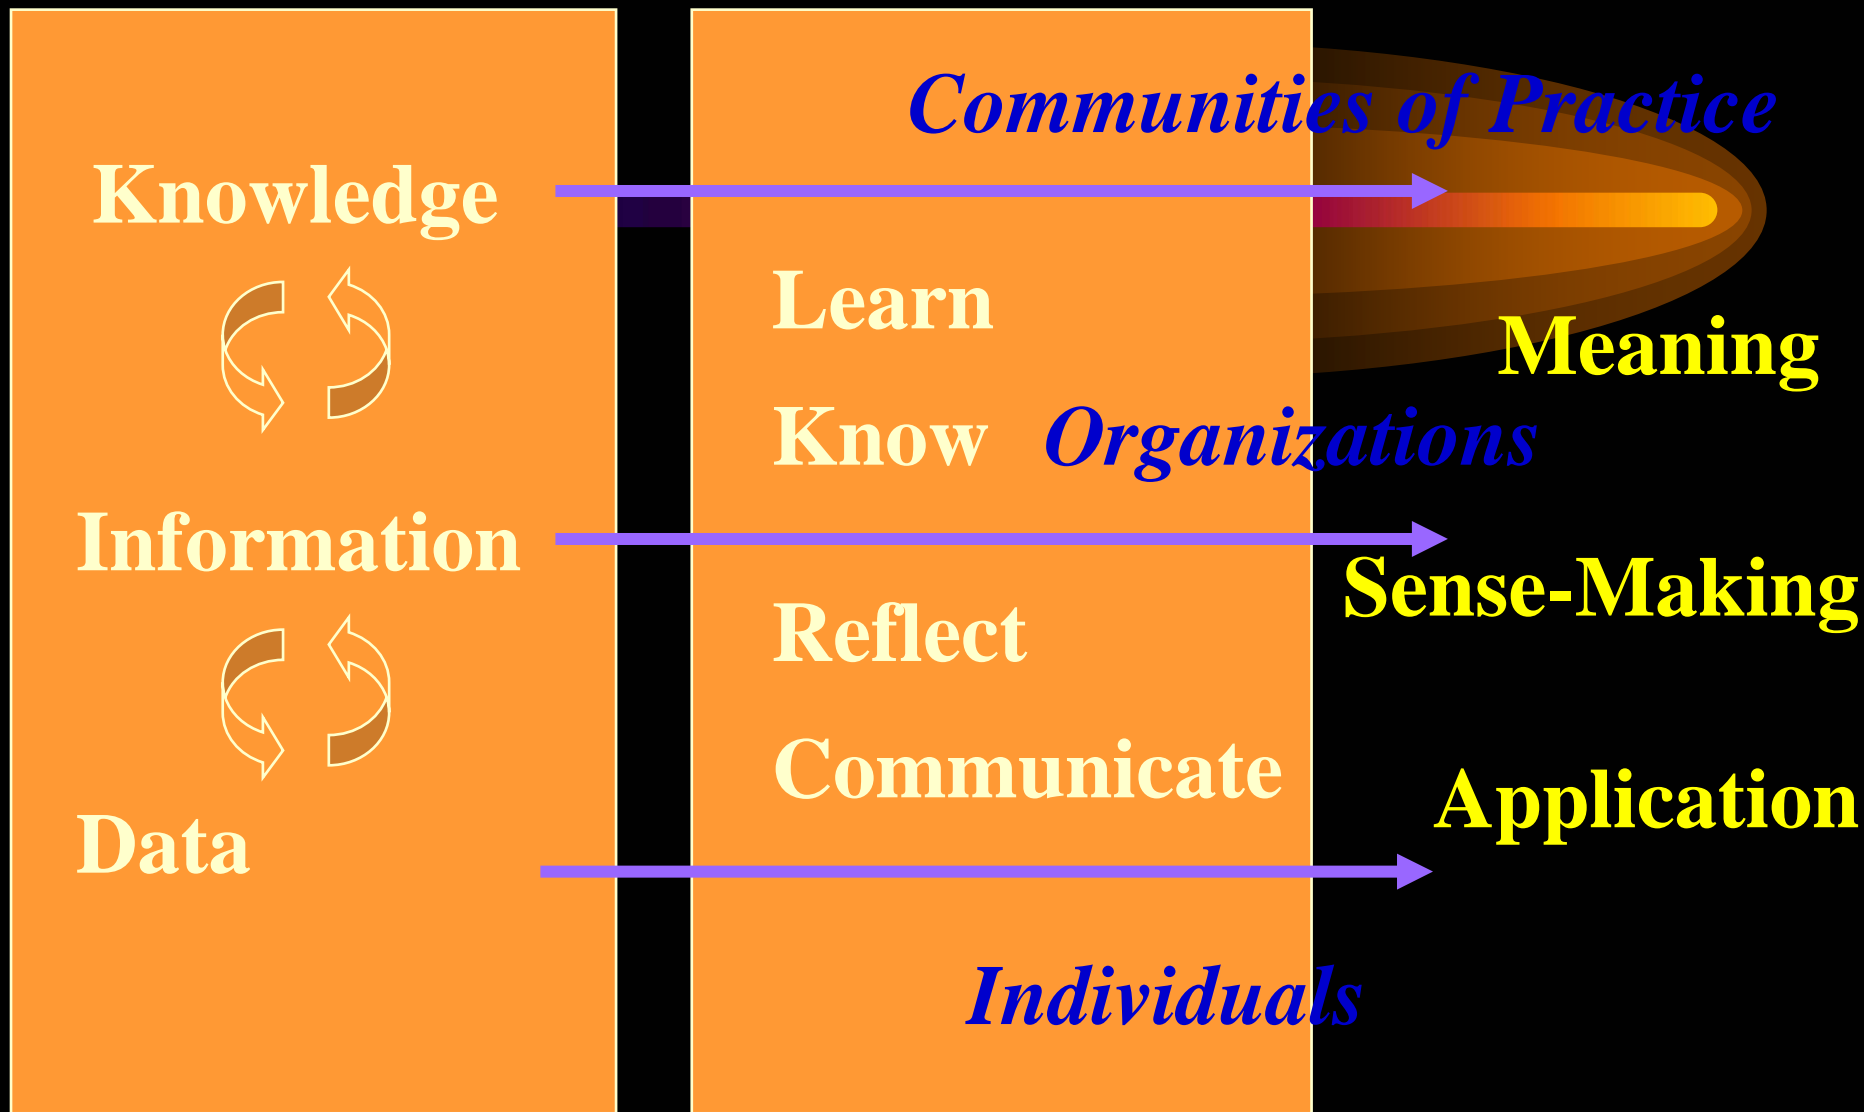 Communities of Practice
Knowledge
Learn
Meaning
Know
Organizations
Information
Sense-Making
Reflect
Communicate
Application
Data
Individuals